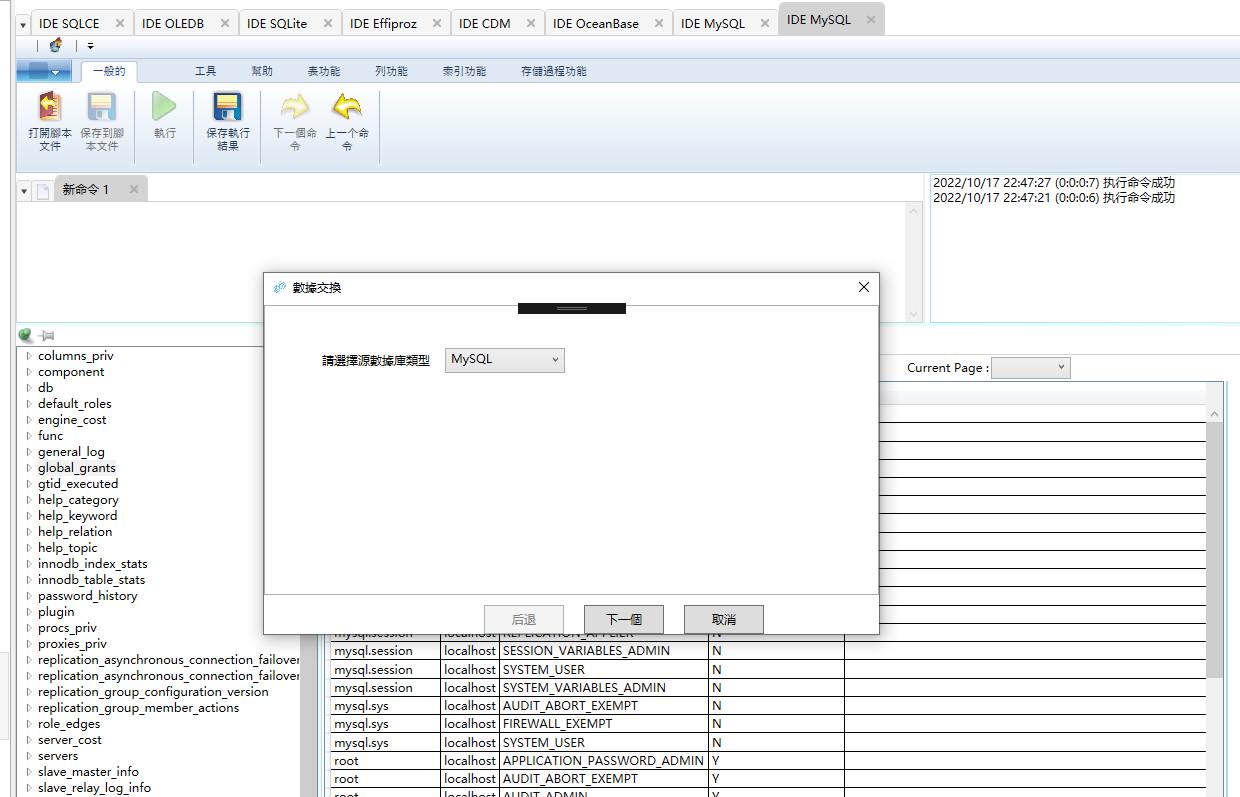 IDE SQLCE
IDE OLEDB
IDE SQLite
IDE Effiproz
IDE CDM
IDE OceanBase
IDE MySQL
IDE MySQL
一般的
工具
幫助
表功能
列功能
索引功能
存儲過程功能
打開腳本
文件
保存到腳
本文件
執行
保存執行
結果
下一個命
令
上一个命
令
新命令 1
2022/10/17 22:47:27 (0:0:0:7) 执行命令成功
2022/10/17 22:47:21 (0:0:0:6) 执行命令成功
數據交換
請選擇源數據庫類型
MySQL
后退
下一個
取消
Current Page :
columns_priv
component
db
default_roles
engine_cost
func
general_log
global_grants
gtid_executed
help_category
help_keyword
help_relation
help_topic
innodb_index_stats
innodb_table_stats
password_history
plugin
procs_priv
proxies_priv
replication_asynchronous_connection_failover
replication_asynchronous_connection_failover
replication_group_configuration_version
replication_group_member_actions
role_edges
server_cost
servers
slave_master_info
slave_relay_log_info
mysql.session localhost REPLICATION_APPLIER N
mysql.session localhost SESSION_VARIABLES_ADMIN N
mysql.session localhost SYSTEM_USER N
mysql.session localhost SYSTEM_VARIABLES_ADMIN N
mysql.sys localhost AUDIT_ABORT_EXEMPT N
mysql.sys localhost FIREWALL_EXEMPT N
mysql.sys localhost SYSTEM_USER N
root localhost APPLICATION_PASSWORD_ADMIN Y
root localhost AUDIT_ABORT_EXEMPT Y
root localhost AUDIT_ADMIN Y